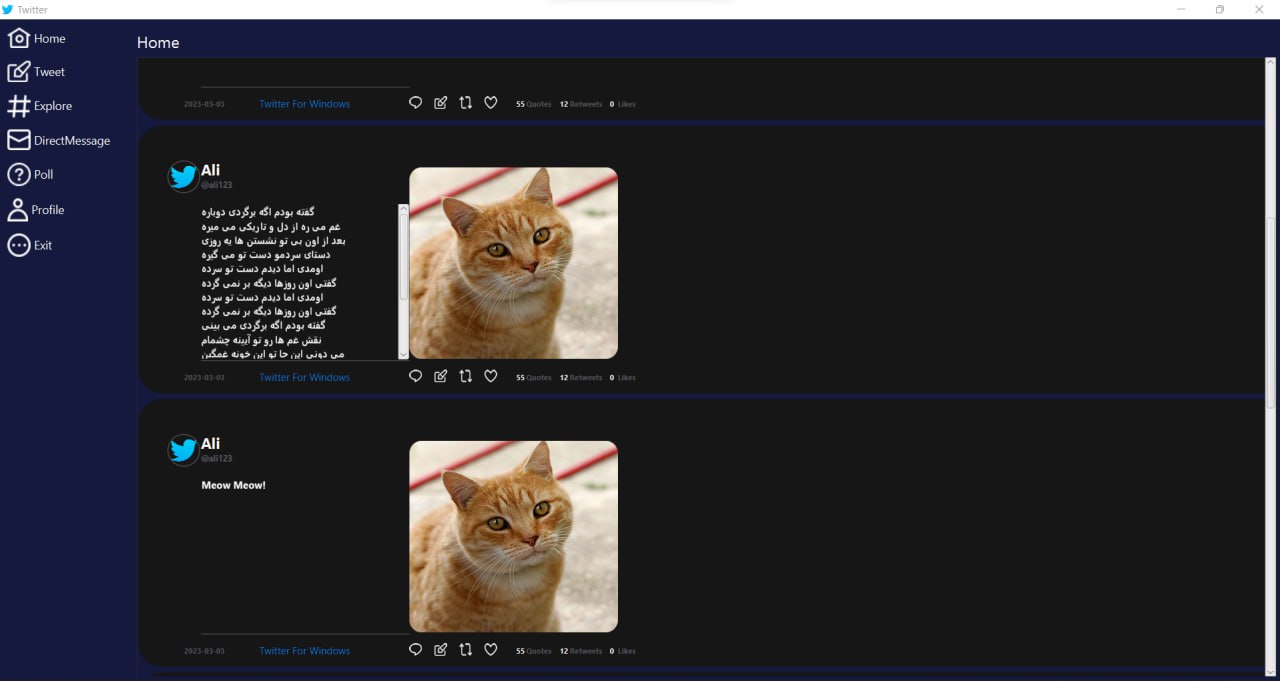 Twitter
Home
Tweet
Explore
DirectMessage
Poll
Profile
Exit
Home
2023-03-03 Twitter For Windows 55 Quotes 12 Retweets 0 Likes
Ali
@ali123
گفته بودم اگه برگردی دوباره
غم می ره از دل و تاریکی می میره
بعد از اون بی تو نشستن ها یه روزی
دستای سردمو دست تو می گیره
اومدی اما دیدم دست تو سرده
گفتی اون روزها دیگه بر نمی گرده
اومدی اما دیدم دست تو سرده
گفتی اون روزها دیگه بر نمی گرده
گفته بودم اگه برگردی می بینی
نقش غم ها رو تو آیینه چشمام
می دونی این جا تو این خونه غمگین
2023-03-03 Twitter For Windows 55 Quotes 12 Retweets 0 Likes
Ali
@ali123
Meow Meow!
2023-03-03 Twitter For Windows 55 Quotes 12 Retweets 0 Likes